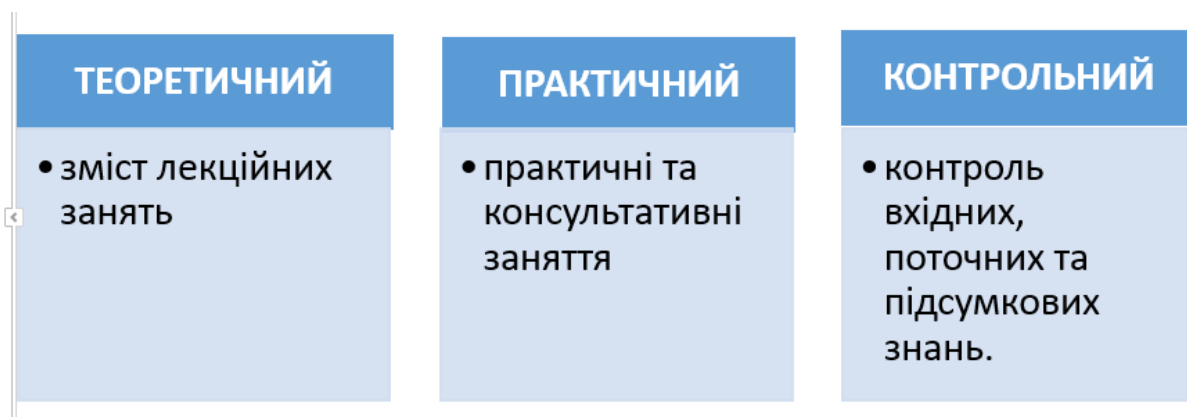 ТЕОРЕТИЧНИЙ
• зміст лекційних
занять
ПРАКТИЧНИЙ
• практичні та
консультативні
заняття
КОНТРОЛЬНИЙ
• контроль
вхідних,
поточних та
підсумкових
знань.